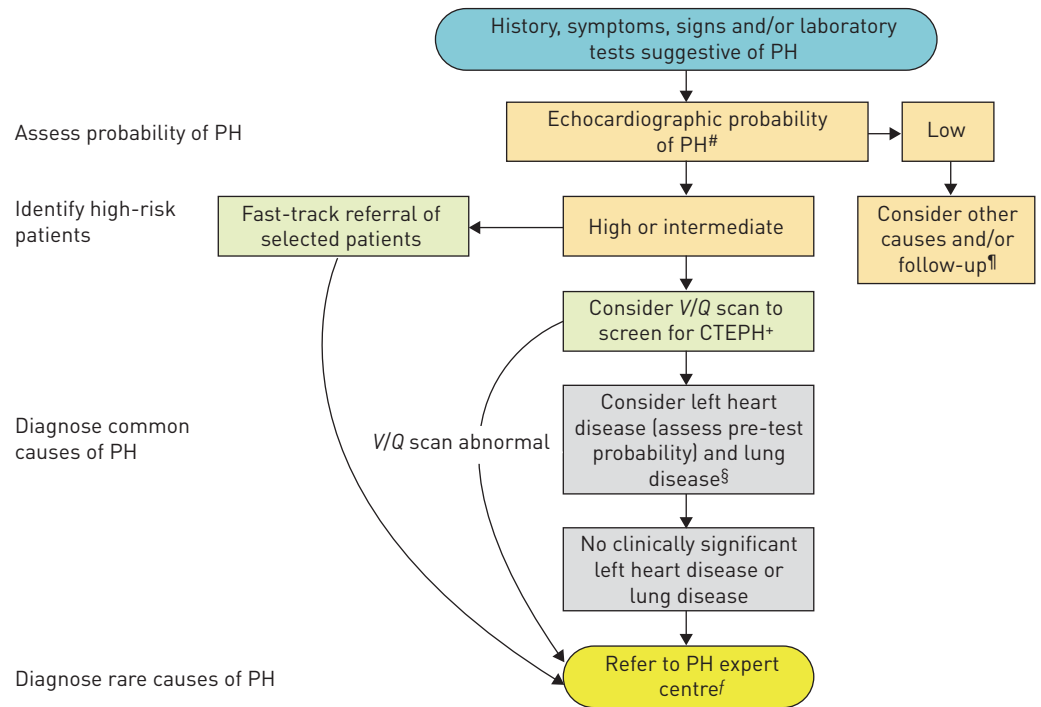 History, symptoms, signs and/or laboratory
tests suggestive of PH
Assess probability of PH
Echocardiographic probability
of PH#
Low
Identify high-risk
patients
Fast-track referral of
selected patients
High or intermediate
Consider other
causes and/or
follow-up¶
Consider V/Q scan to
screen for CTEPH+
Diagnose common
causes of PH
V/Q scan abnormal
Consider left heart
disease (assess pre-test
probability) and lung
disease§
No clinically significant
left heart disease or
lung disease
Diagnose rare causes of PH
Refer to PH expert
centreƒ